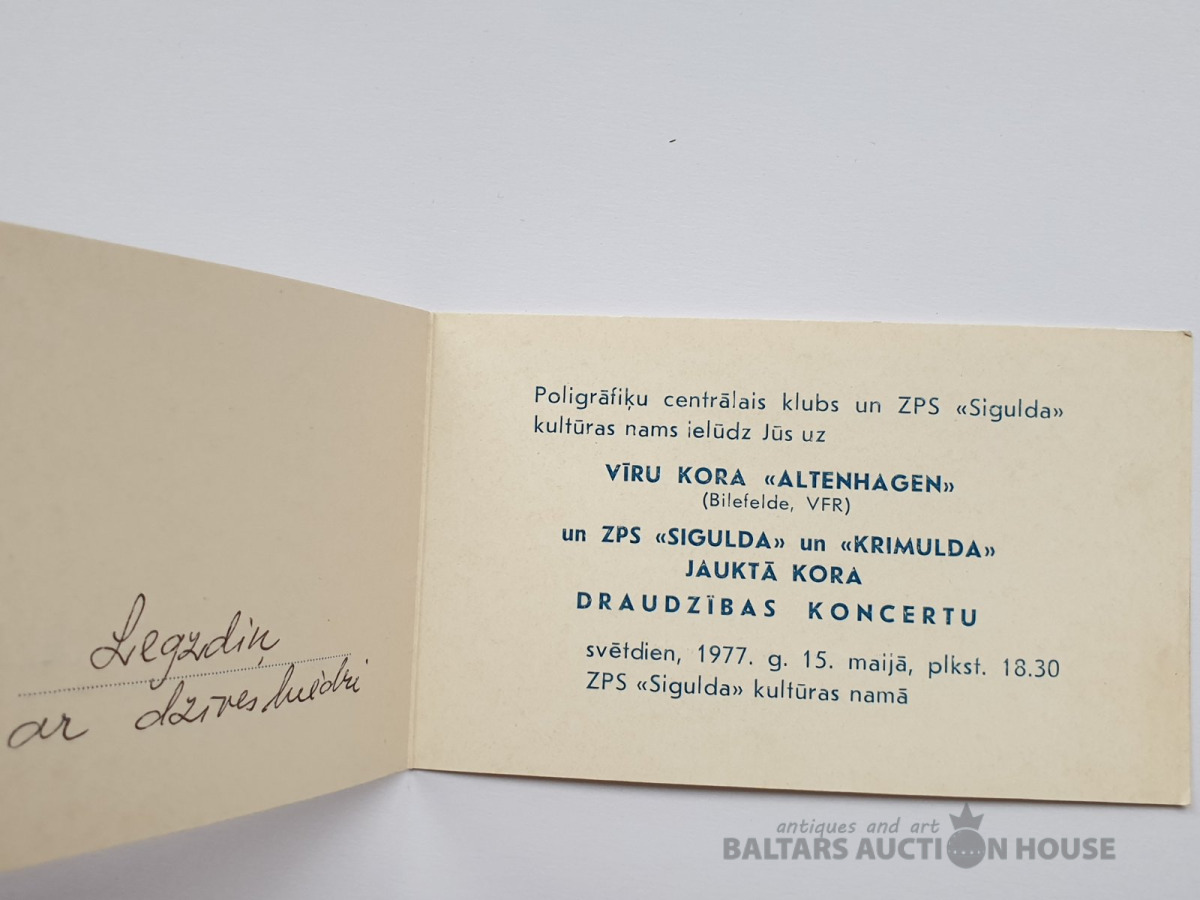 Legzdiņ
ar dzīvesbiedri
Poligrāfiķu centrālais klubs un ZPS «Sigulda»
kultūras nams ielūdz Jūs uz
VĪRU KORA «ALTENHAGEN»
(Bilefelde, VFR)
un ZPS «SIGULDA» un «KRIMULDA»
JAUKTĀ KORA
DRAUDZĪBAS KONCERTU
svētdien, 1977. g. 15. maijā, plkst. 18.30
ZPS «Sigulda» kultūras namā
antiques and art
BALTARS AUCTION HOUSE